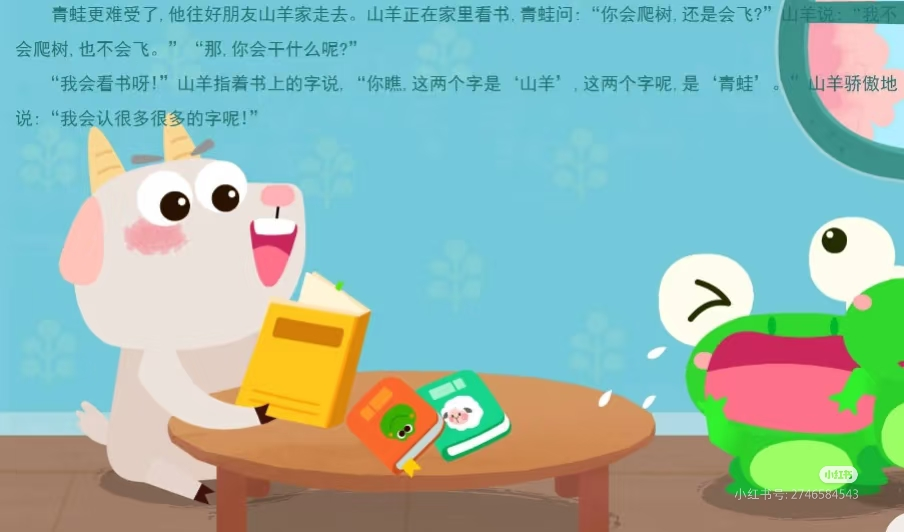 青蛙更难受了, 他往好朋友山羊家走去。山羊正在家里看书, 青蛙问: “你会爬树, 还是会飞?” 山羊说: “我不
会爬树, 也不会飞。” “那, 你会干什么呢?”
“我会看书呀!” 山羊指着书上的字说, “你瞧, 这两个字是 ‘山羊’ , 这两个字呢, 是 ‘青蛙’ 。” 山羊骄傲地
说: “我会认很多很多的字呢!”
小红书
小红书号: 2746584543